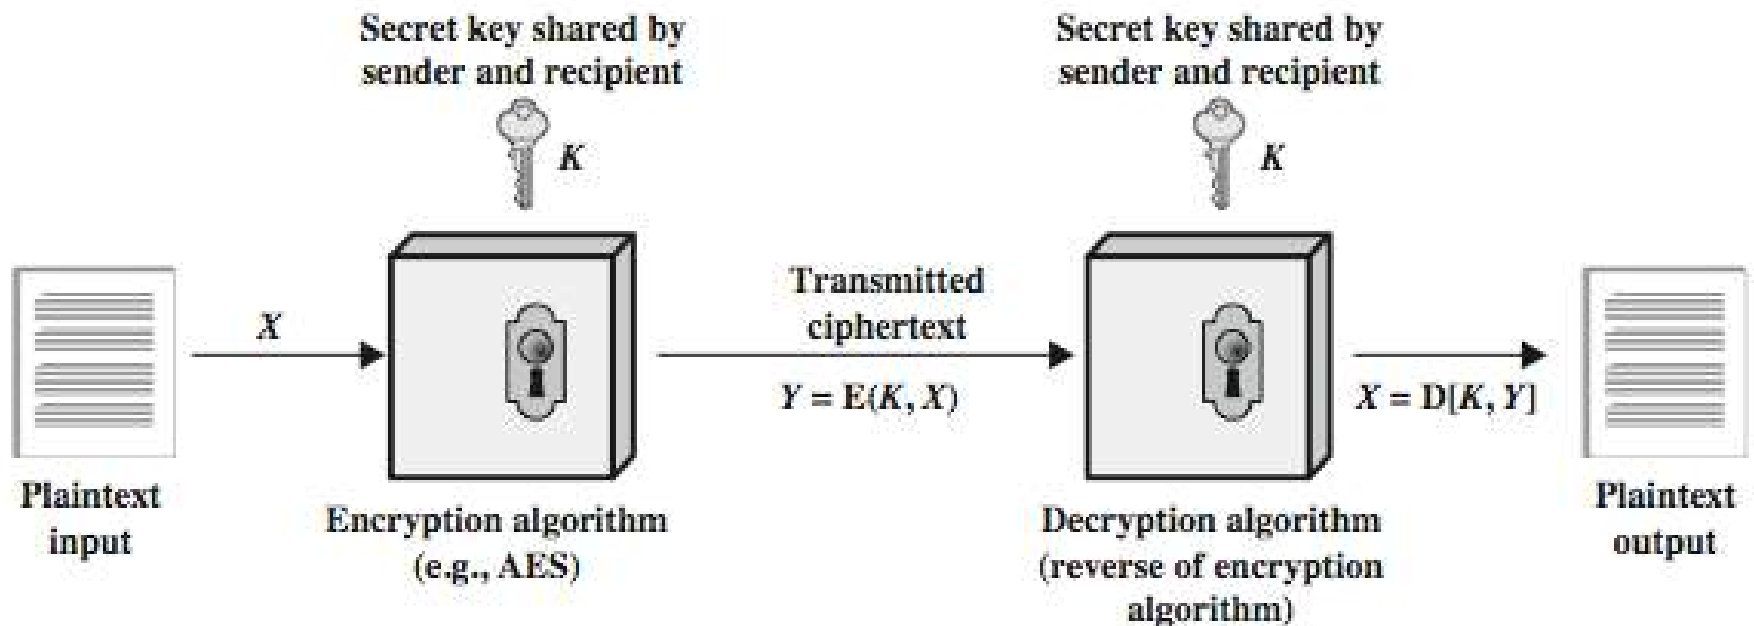 Secret key shared by
sender and recipient
K
Secret key shared by
sender and recipient
K
X
Transmitted
ciphertext
Y = E(K, X)
X = D[K, Y]
Plaintext
input
Encryption algorithm
(e.g., AES)
Decryption algorithm
(reverse of encryption
algorithm)
Plaintext
output